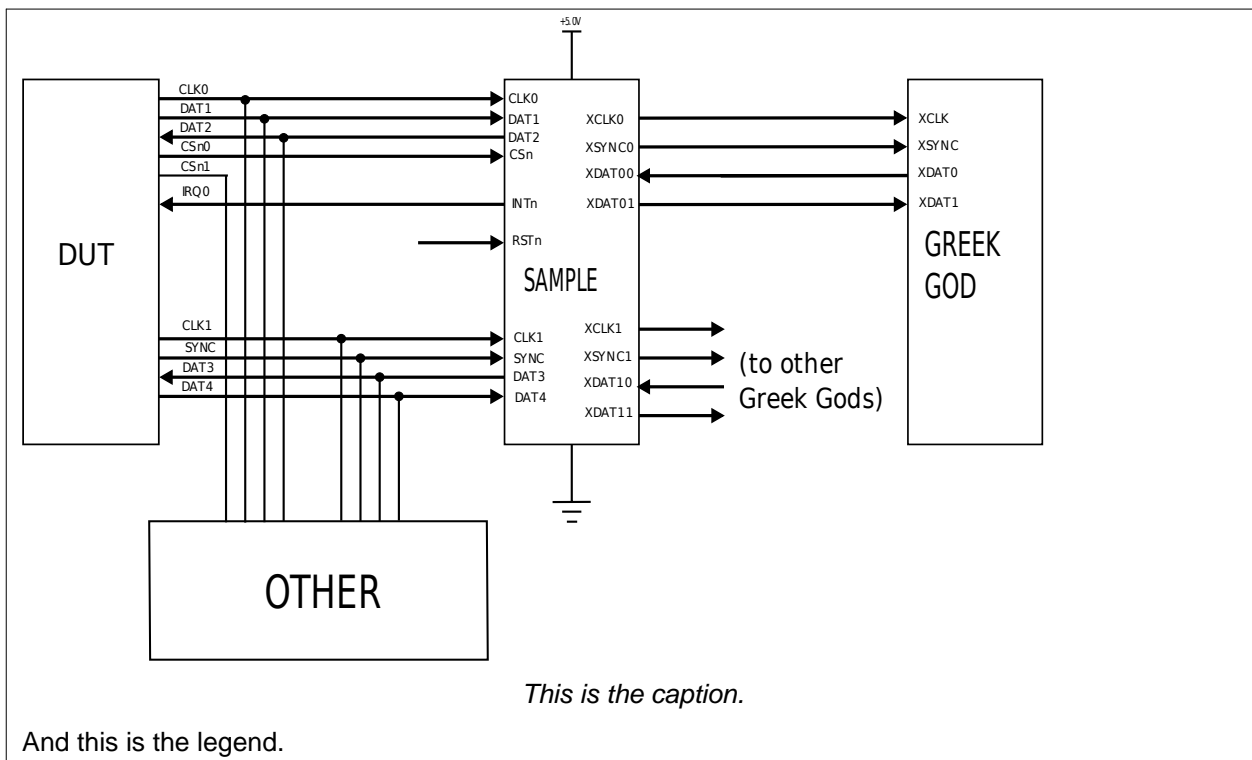 +5.0V
CLK0
DAT1
DAT2
CSn0
CSn1
IRQ0
DUT
CLK1
SYNC
DAT3
DAT4
CLK0
DAT1
DAT2
CSn
INTn
RSTn
SAMPLE
CLK1
SYNC
DAT3
DAT4
XCLK0
XSYNC0
XDAT00
XDAT01
XCLK1
XSYNC1
XDAT10
XDAT11
(to other
Greek Gods)
XCLK
XSYNC
XDAT0
XDAT1
GREEK
GOD
OTHER
This is the caption.
And this is the legend.